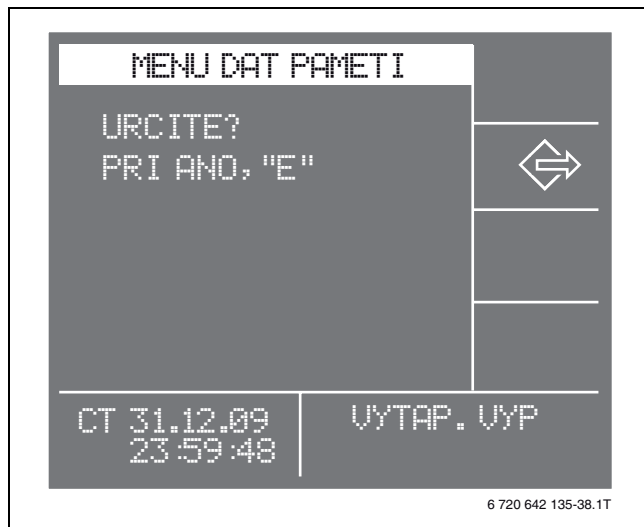 MENU DAT PAMETI
URCITE?
PRI ANO,"E"
CT 31.12.09
23:59:48
VYTAP. VYP
6 720 642 135-38.1T